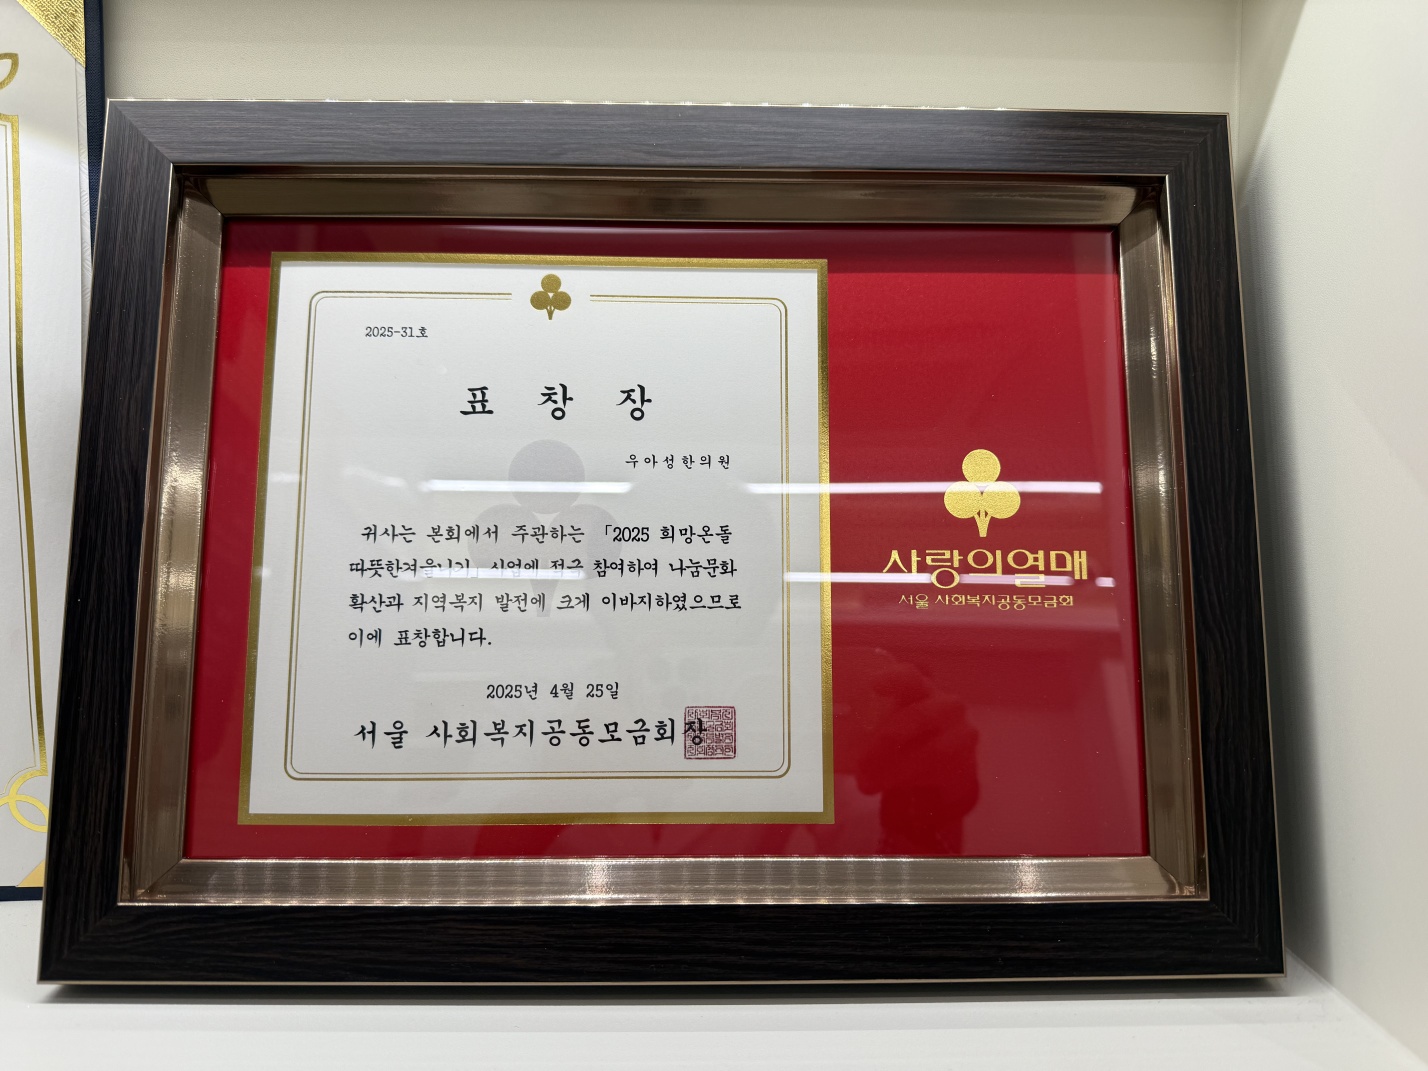 2025-31호
표 창 장
우아성한의원
귀사는 본회에서 주관하는 「2025 희망온돌
따뜻한겨울나기」 사업에 적극 참여하여 나눔문화
확산과 지역복지 발전에 크게 이바지하였으므로
이에 표창합니다.
2025년 4월 25일
서울 사회복지공동모금회장
사랑의열매
서울 사회복지공동모금회